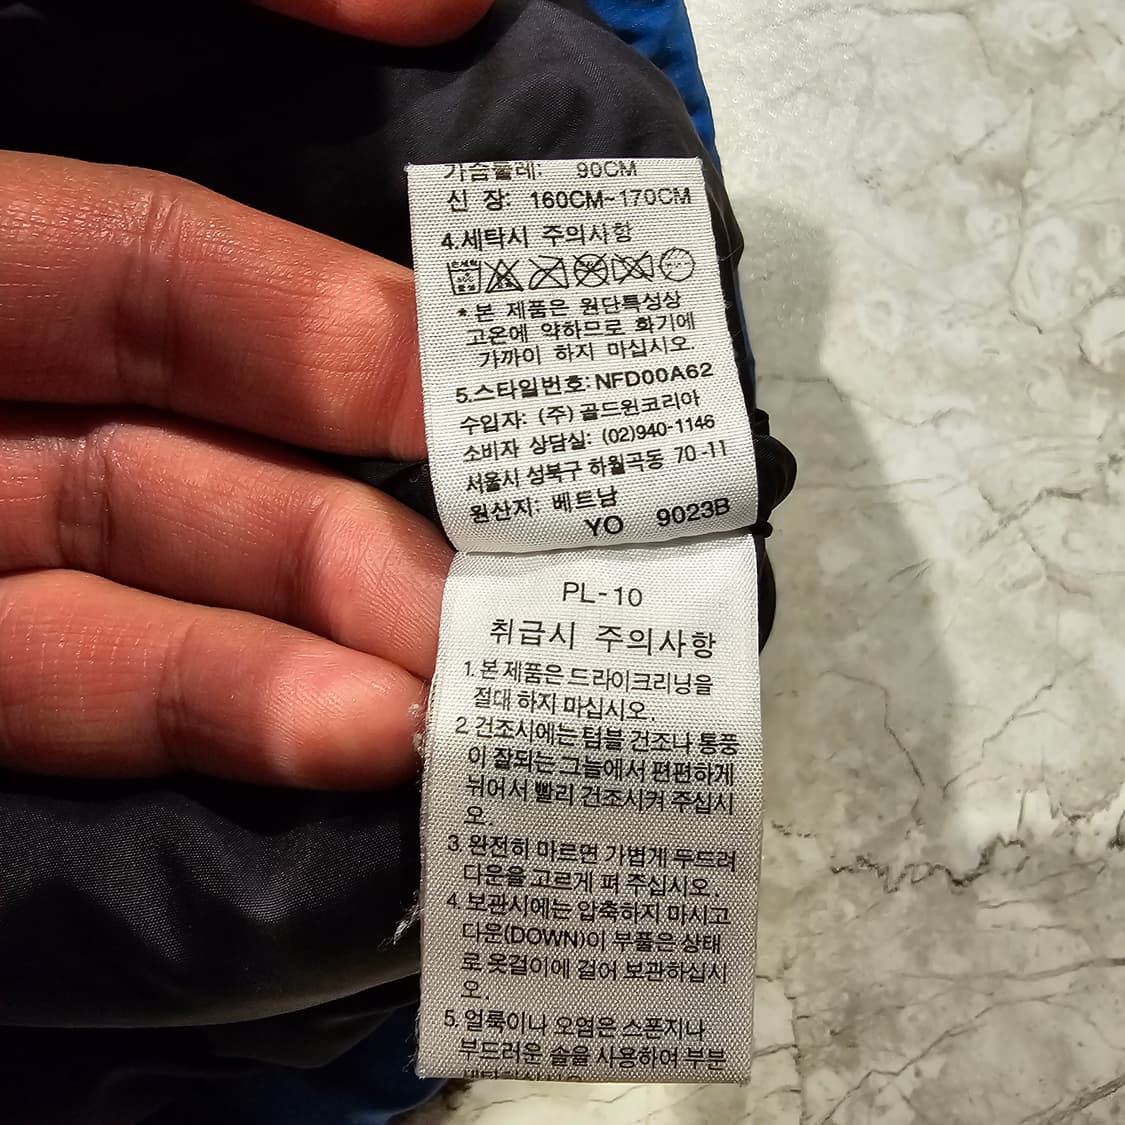 가슴둘레: 90CM
신 장: 160CM~170CM
4.세탁시 주의사항
* 본 제품은 원단특성상
고온에 약하므로 화기에
가까이 하지 마십시오.
5.스타일번호: NFD00A62
수입자: (주) 골드윈코리아
소비자 상담실: (02)940-1146
서울시 성북구 하월곡동 70-11
원산지: 베트남
YO 9023B
PL-10
취급시 주의사항
1. 본 제품은 드라이크리닝을
절대 하지 마십시오.
2 건조시에는 텀블 건조나 통풍
이 잘되는 그늘에서 편편하게
뉘어서 빨리 건조시켜 주십시
오.
3. 완전히 마르면 가볍게 두드려
다운을 고르게 펴 주십시오.
4. 보관시에는 압축하지 마시고
다운(DOWN)이 부풀은 상태
로 옷걸이에 걸어 보관하십시
오.
5. 얼룩이나 오염은 스폰지나
부드러운 솔을 사용하여 부분